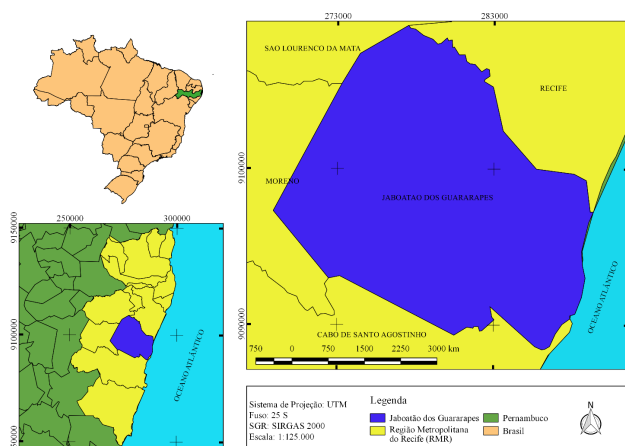 273000
283000
SAO LOURENCO DA MATA
RECIFE
9100000
MORENO
JABOATAO DOS GUARARAPES
OCEANO ATLÂNTICO
9090000
CABO DE SANTO AGOSTINHO
750 0 750 1500 2250 3000 km
250000
300000
9150000
9100000
OCEANO ATLÂNTICO
Sistema de Projeção: UTM
Fuso: 25 S
SGR: SIRGAS 2000
Escala: 1:125.000
Legenda
Jaboatão dos Guararapes
Região Metropolitana
do Recife (RMR)
Pernambuco
Brasil
N